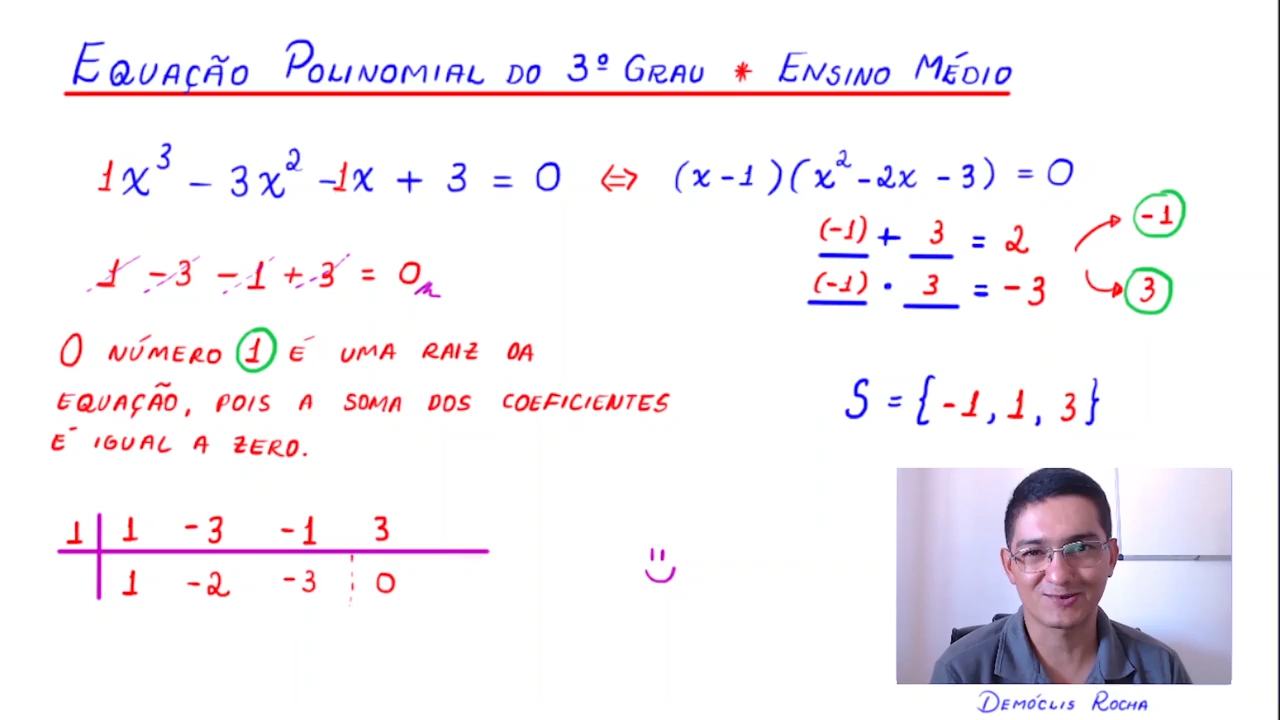 EQUAÇÃO POLINOMIAL DO 3º GRAU * ENSINO MÉDIO
1x³ - 3x² - 1x + 3 = 0 ⇔ (x - 1)(x² - 2x - 3) = 0
(-1) + 3 = 2
(-1) · 3 = -3
-1
3
1 - 3 - 1 + 3 = 0
O NÚMERO 1 É UMA RAIZ DA
EQUAÇÃO, POIS A SOMA DOS COEFICIENTES
É IGUAL A ZERO.
S = {-1, 1, 3}
1 | 1 -3 -1 3
1 -2 -3 0
DEMÓCLIS ROCHA